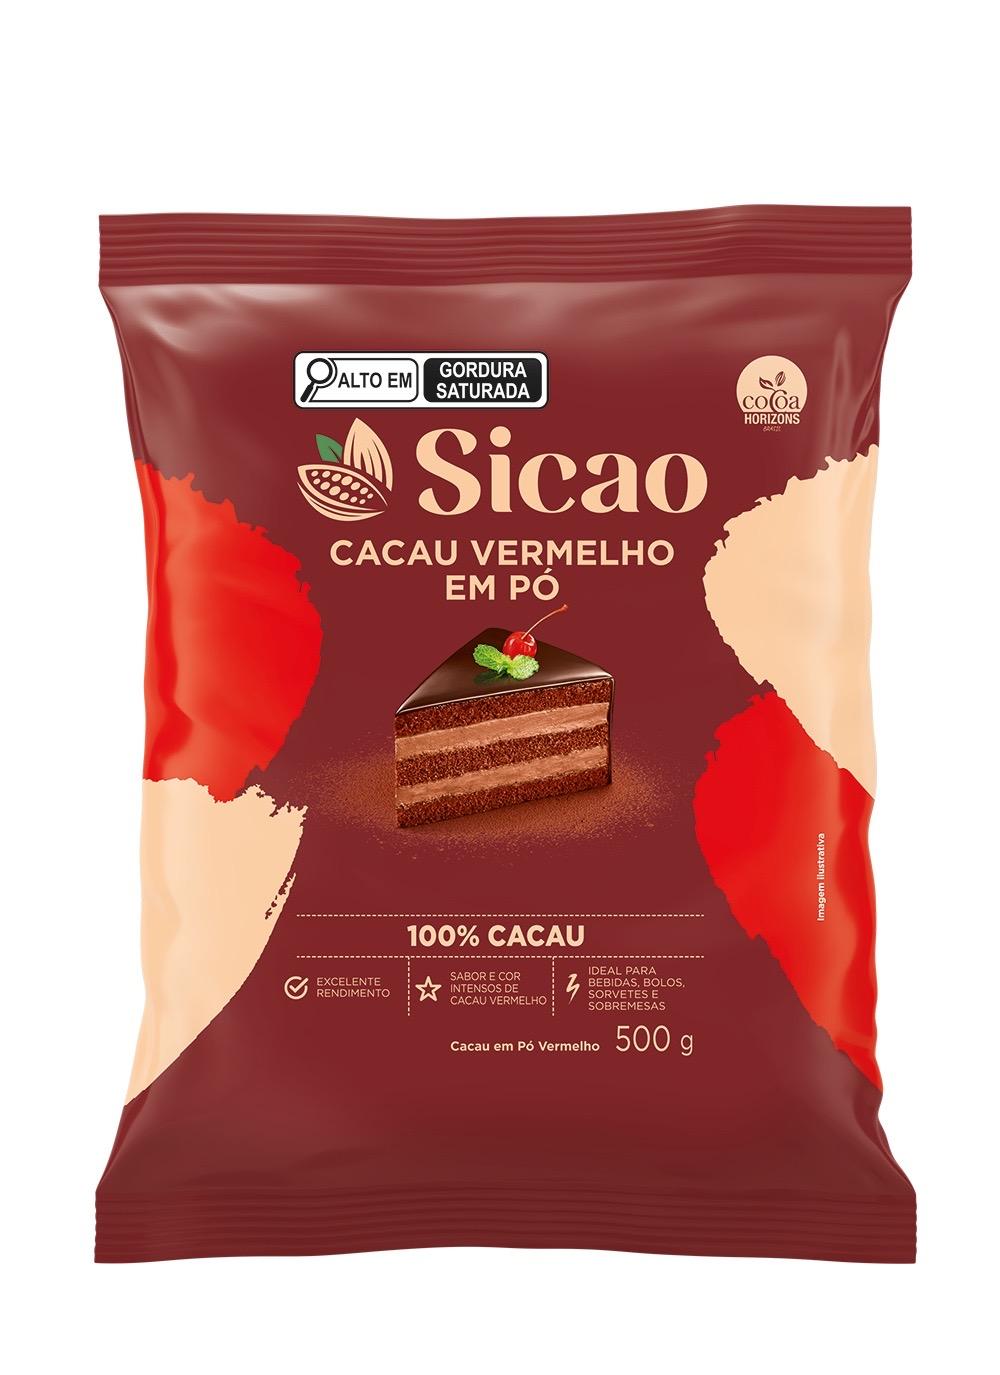 ALTO EM
GORDURA
SATURADA
cocoa
HORIZONS
BRASIL
Sicao
CACAU VERMELHO
EM PÓ
Imagem ilustrativa
100% CACAU
EXCELENTE
RENDIMENTO
SABOR E COR
INTENSOS DE
CACAU VERMELHO
IDEAL PARA
BEBIDAS, BOLOS,
SORVETES E
SOBREMESAS
Cacau em Pó Vermelho 500 g